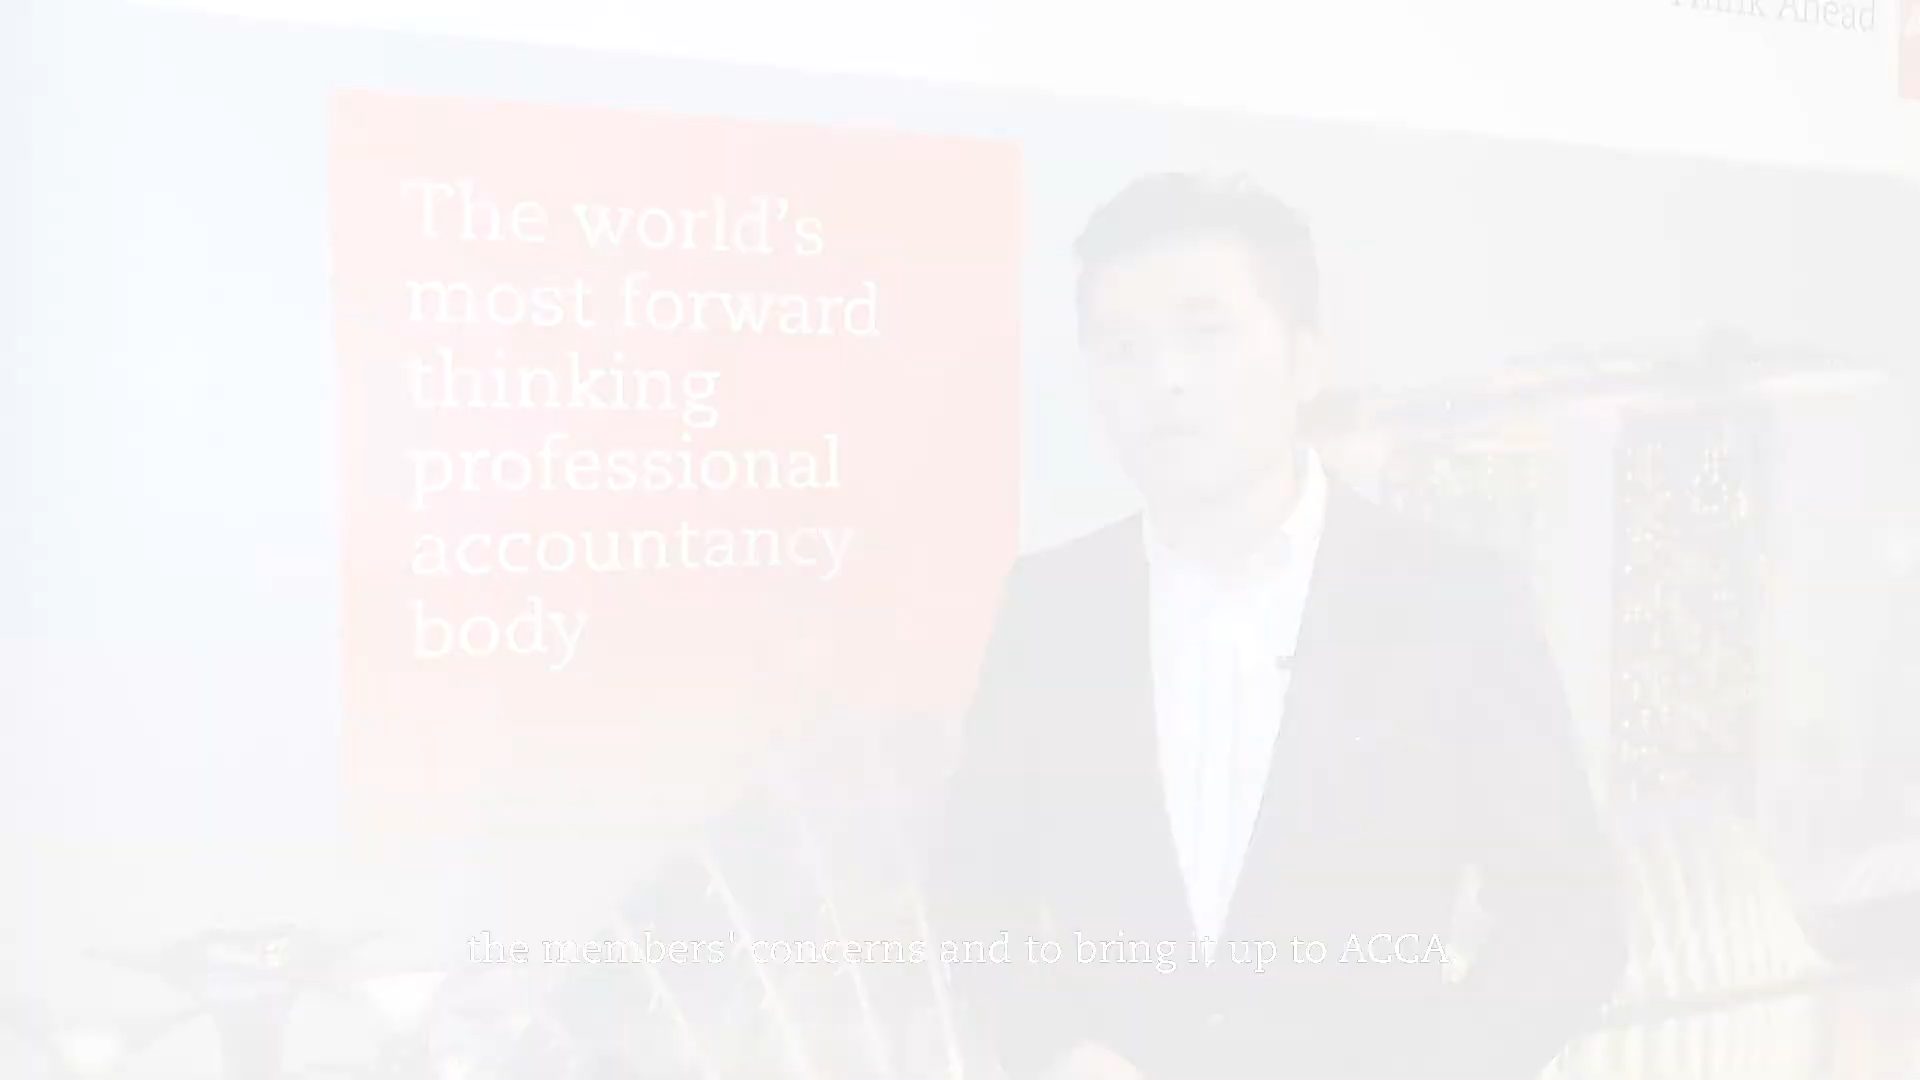 Think Ahead
The world's
most forward
thinking
professional
accountancy
body
the members' concerns and to bring it up to ACCA